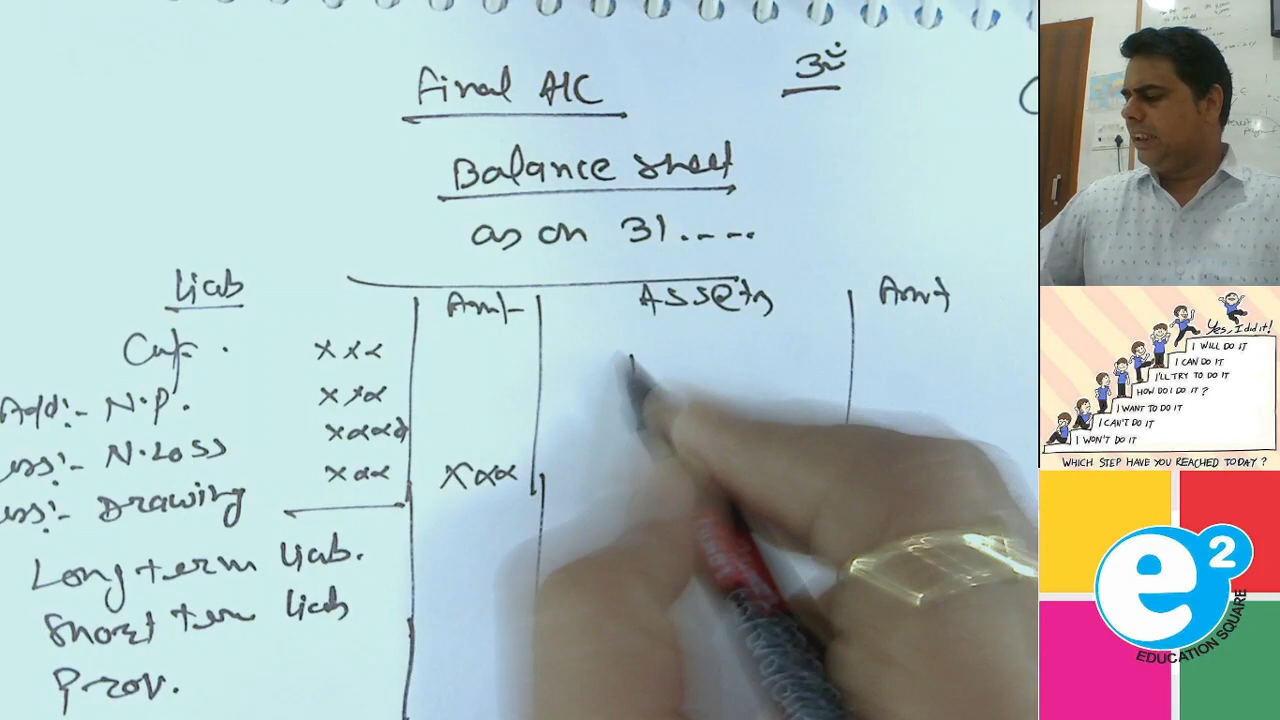 Final A/C
ॐ
Balance sheet
as on 31.....
Liab
Amt
Assets
Amt
Cap. xxx
Add:- N.P. xxx
ess:- N.Loss xxxx
ess:- Drawing xxx xxx
Long term liab.
Short term liab
Prov.
Yes, I did it!
I WILL DO IT
I CAN DO IT
I'LL TRY TO DO IT
HOW DO I DO IT?
I WANT TO DO IT
I CAN'T DO IT
I WON'T DO IT
WHICH STEP HAVE YOU REACHED TODAY?
e2
EDUCATION SQUARE